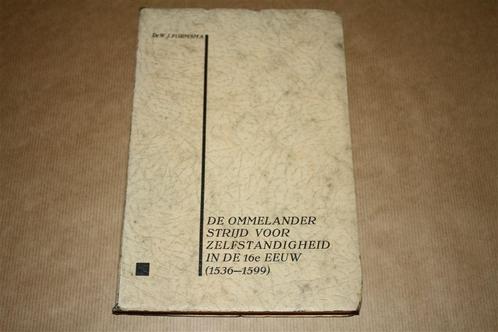 Dr. W. J. FORMSMA
DE OMMELANDER
STRIJD VOOR
ZELFSTANDIGHEID
IN DE 16e EEUW
(1536—1599)